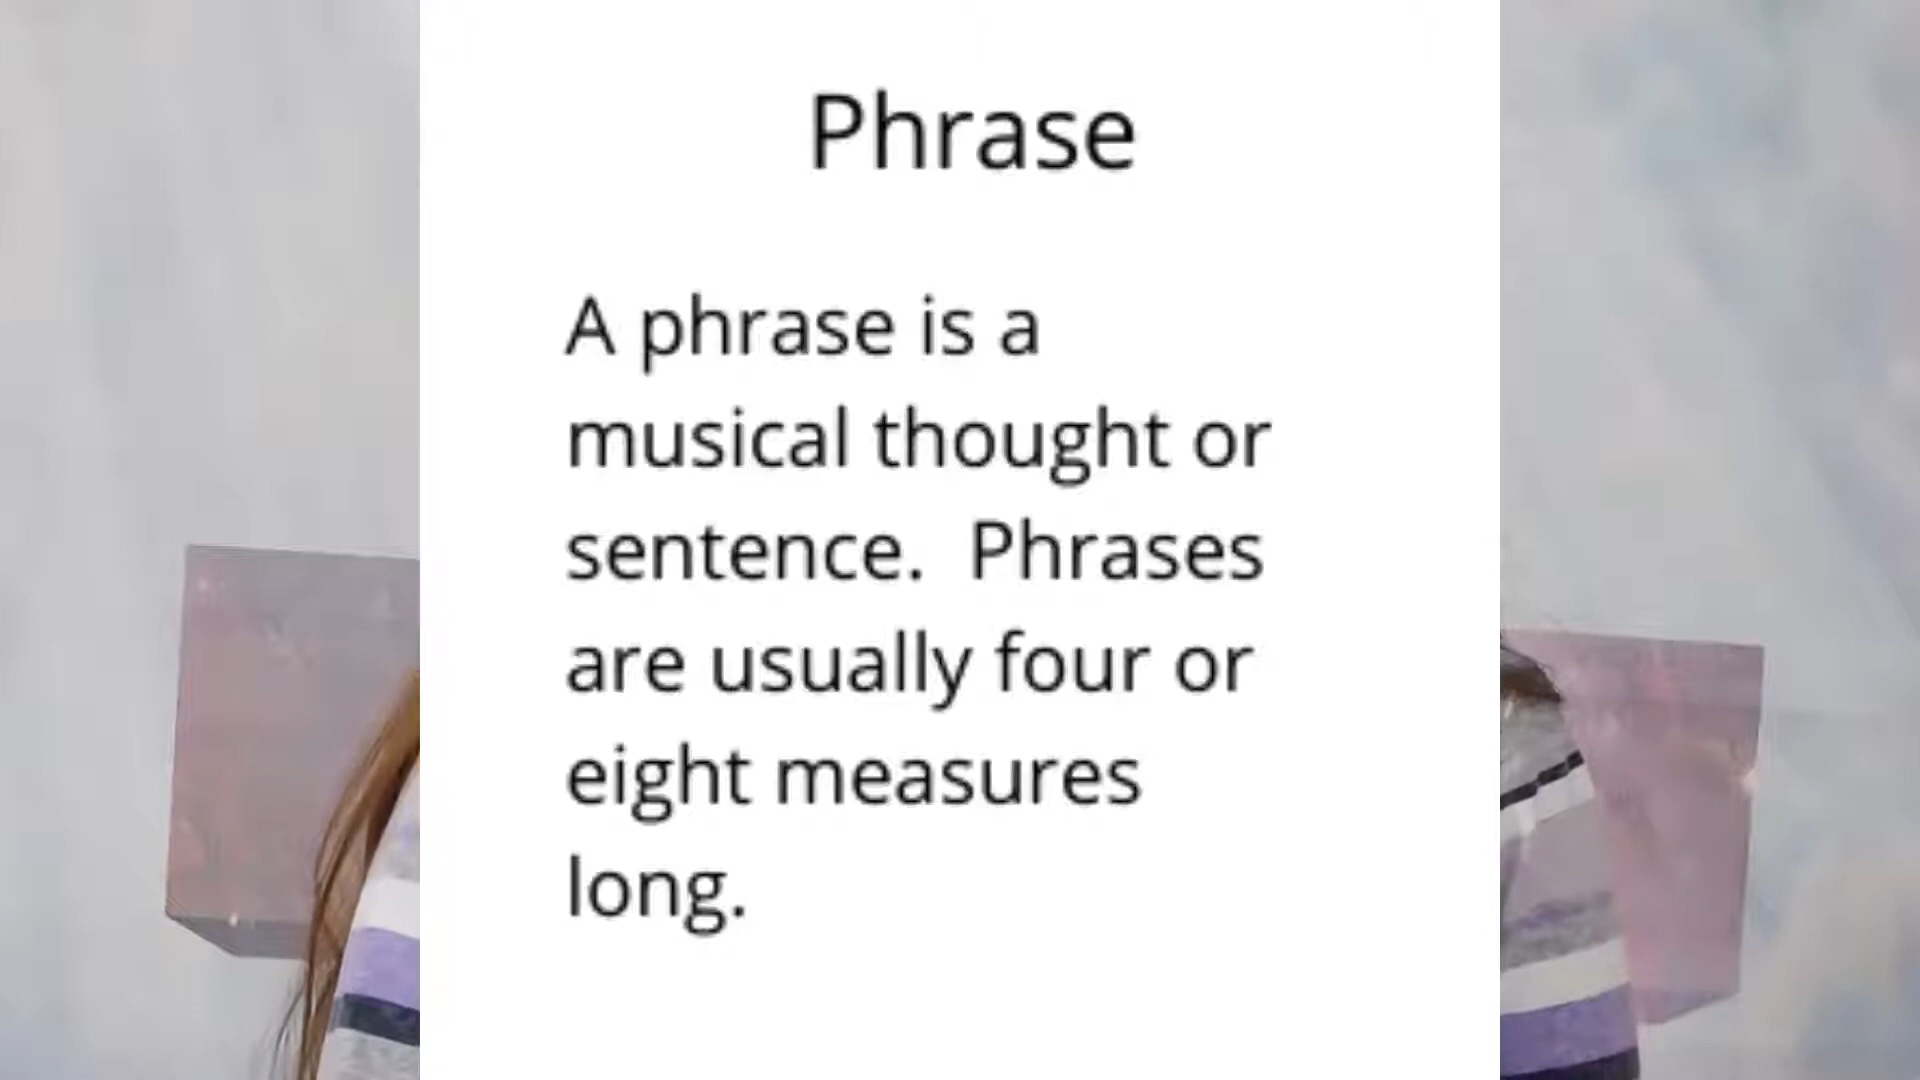 Phrase
A phrase is a
musical thought or
sentence.  Phrases
are usually four or
eight measures
long.